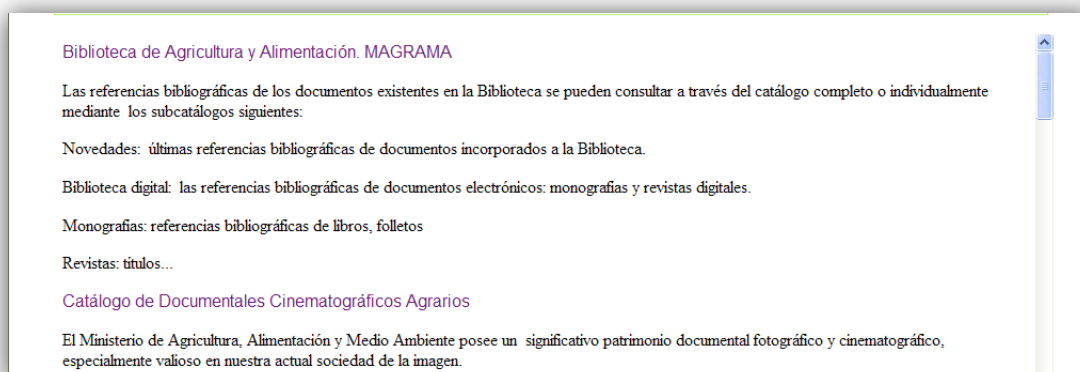 Biblioteca de Agricultura y Alimentación. MAGRAMA
Las referencias bibliográficas de los documentos existentes en la Biblioteca se pueden consultar a través del catálogo completo o individualmente
mediante  los subcatálogos siguientes:
Novedades:  últimas referencias bibliográficas de documentos incorporados a la Biblioteca.
Biblioteca digital:  las referencias bibliográficas de documentos electrónicos: monografías y revistas digitales.
Monografías: referencias bibliográficas de libros, folletos
Revistas: títulos...
Catálogo de Documentales Cinematográficos Agrarios
El Ministerio de Agricultura, Alimentación y Medio Ambiente posee un  significativo patrimonio documental fotográfico y cinematográfico,
especialmente valioso en nuestra actual sociedad de la imagen.